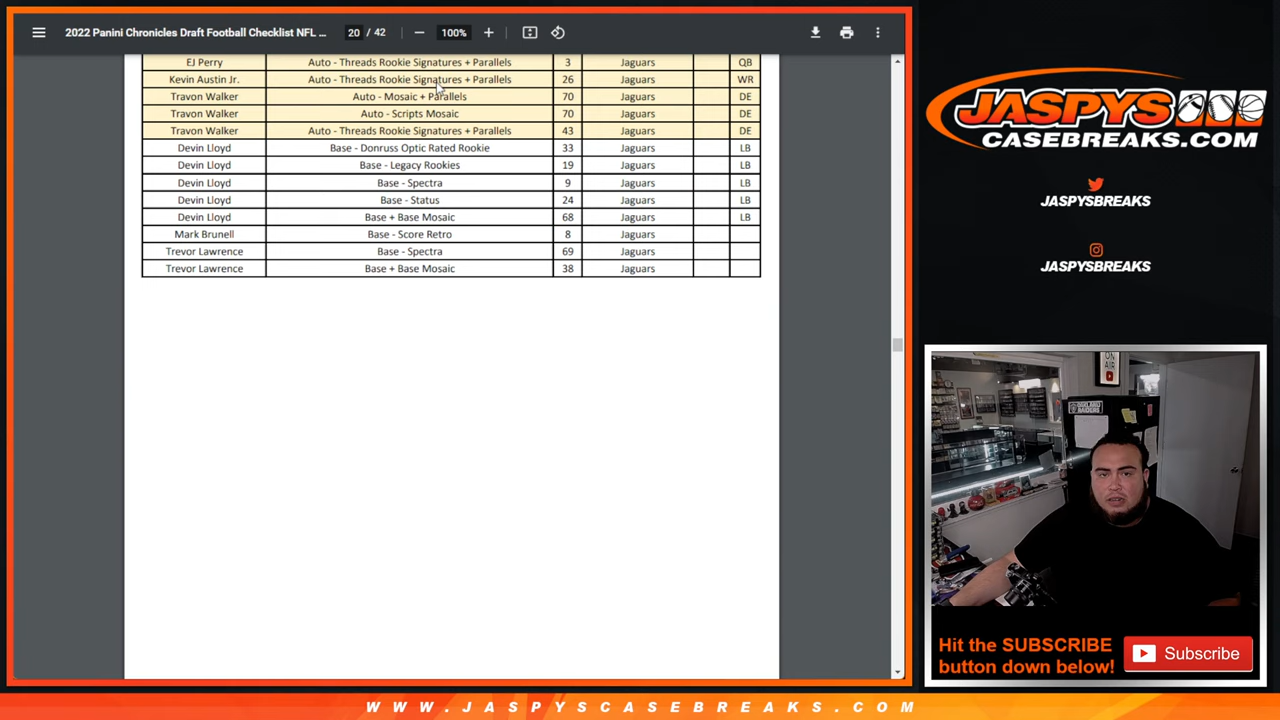 2022 Panini Chronicles Draft Football Checklist NFL ... 20 / 42 100%
EJ Perry Auto - Threads Rookie Signatures + Parallels 3 Jaguars QB
Kevin Austin Jr. Auto - Threads Rookie Signatures + Parallels 26 Jaguars WR
Travon Walker Auto - Mosaic + Parallels 70 Jaguars DE
Travon Walker Auto - Scripts Mosaic 70 Jaguars DE
Travon Walker Auto - Threads Rookie Signatures + Parallels 43 Jaguars DE
Devin Lloyd Base - Donruss Optic Rated Rookie 33 Jaguars LB
Devin Lloyd Base - Legacy Rookies 19 Jaguars LB
Devin Lloyd Base - Spectra 9 Jaguars LB
Devin Lloyd Base - Status 24 Jaguars LB
Devin Lloyd Base + Base Mosaic 68 Jaguars LB
Mark Brunell Base - Score Retro 8 Jaguars
Trevor Lawrence Base - Spectra 69 Jaguars
Trevor Lawrence Base + Base Mosaic 38 Jaguars
JASPYS
CASEBREAKS.COM
JASPYSBREAKS
JASPYSBREAKS
ON
AIR
OAKLAND
RAIDERS
Hit the SUBSCRIBE
button down below!
Subscribe
WWW.JASPYSCASEBREAKS.COM